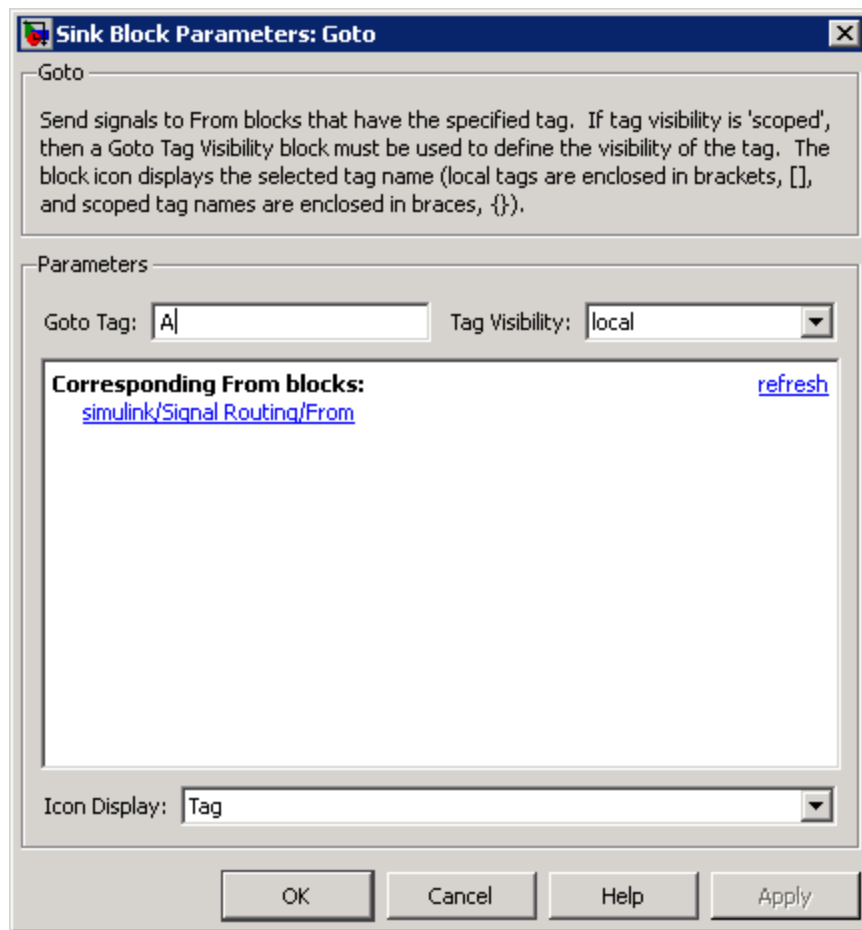 Sink Block Parameters: Goto
Goto
Send signals to From blocks that have the specified tag.  If tag visibility is 'scoped',
then a Goto Tag Visibility block must be used to define the visibility of the tag.  The
block icon displays the selected tag name (local tags are enclosed in brackets, [],
and scoped tag names are enclosed in braces, {}).
Parameters
Goto Tag: A Tag Visibility: local
Corresponding From blocks: refresh
simulink/Signal Routing/From
Icon Display: Tag
OK Cancel Help Apply